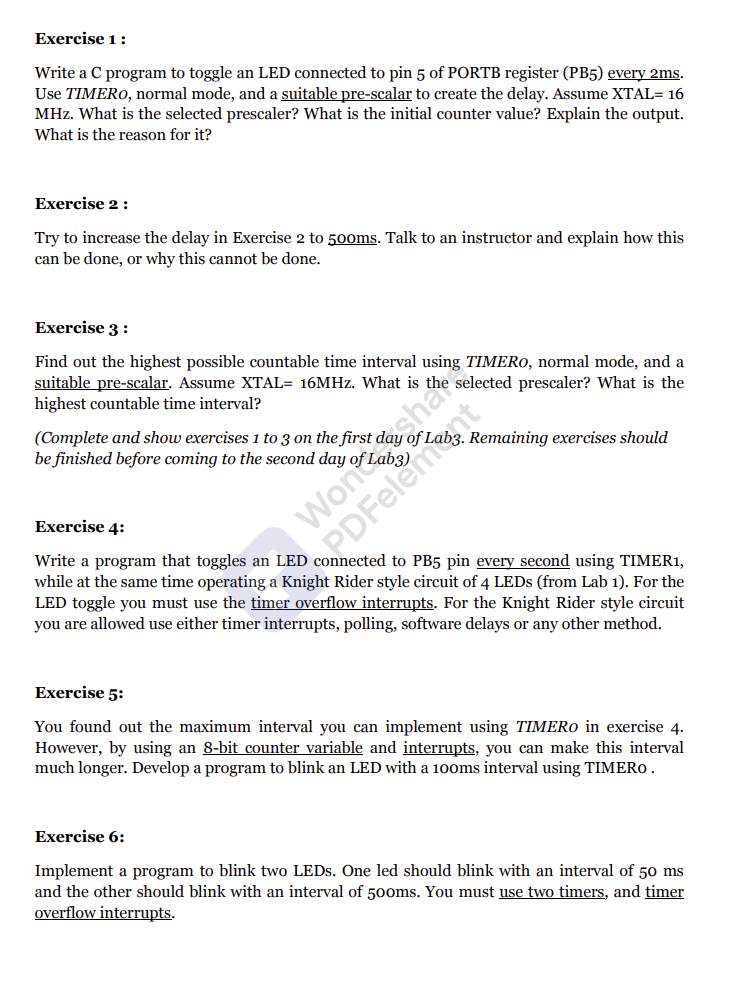 Exercise 1 :
Write a C program to toggle an LED connected to pin 5 of PORTB register (PB5) every 2ms.
Use TIMER0, normal mode, and a suitable pre-scalar to create the delay. Assume XTAL= 16
MHz. What is the selected prescaler? What is the initial counter value? Explain the output.
What is the reason for it?
Exercise 2 :
Try to increase the delay in Exercise 2 to 500ms. Talk to an instructor and explain how this
can be done, or why this cannot be done.
Exercise 3 :
Find out the highest possible countable time interval using TIMER0, normal mode, and a
suitable pre-scalar. Assume XTAL= 16MHz. What is the selected prescaler? What is the
highest countable time interval?
(Complete and show exercises 1 to 3 on the first day of Lab3. Remaining exercises should
be finished before coming to the second day of Lab3)
Wondershare
PDFelement
Exercise 4:
Write a program that toggles an LED connected to PB5 pin every second using TIMER1,
while at the same time operating a Knight Rider style circuit of 4 LEDs (from Lab 1). For the
LED toggle you must use the timer overflow interrupts. For the Knight Rider style circuit
you are allowed use either timer interrupts, polling, software delays or any other method.
Exercise 5:
You found out the maximum interval you can implement using TIMER0 in exercise 4.
However, by using an 8-bit counter variable and interrupts, you can make this interval
much longer. Develop a program to blink an LED with a 100ms interval using TIMER0 .
Exercise 6:
Implement a program to blink two LEDs. One led should blink with an interval of 50 ms
and the other should blink with an interval of 500ms. You must use two timers, and timer
overflow interrupts.